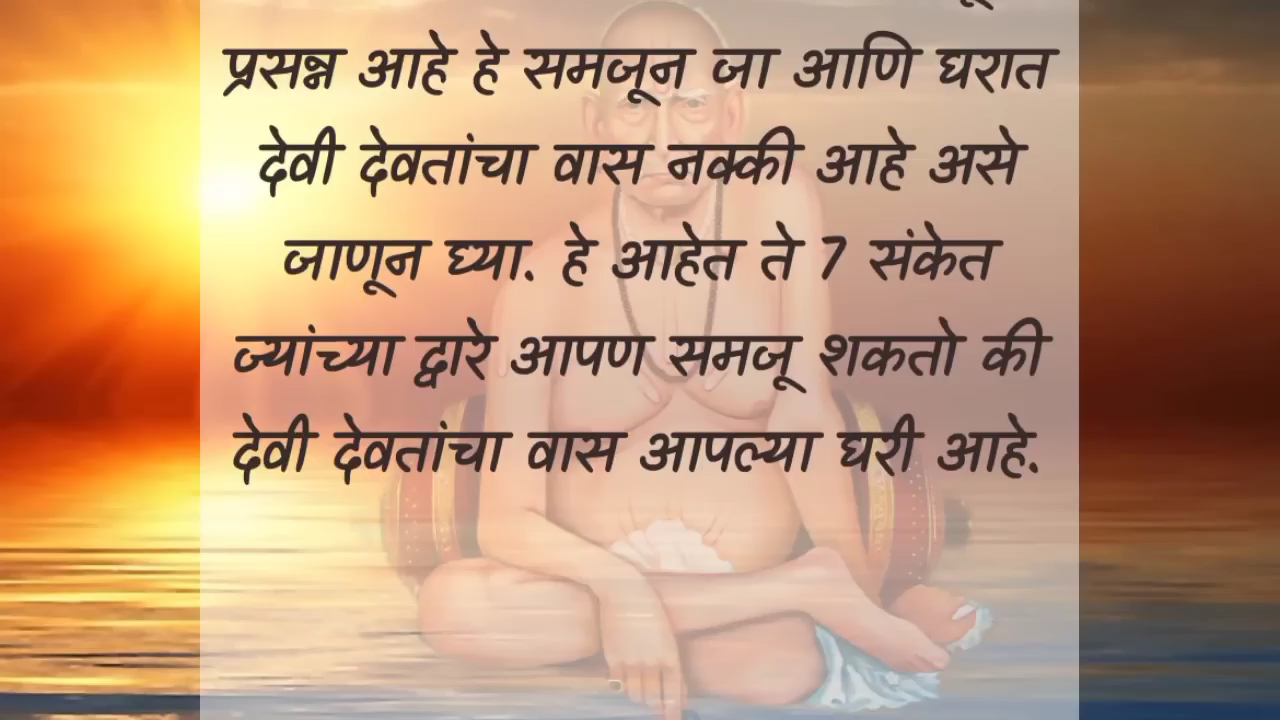 प्रसन्न आहे हे समजून जा आणि घरात
देवी देवतांचा वास नक्की आहे असे
जाणून घ्या. हे आहेत ते 7 संकेत
ज्यांच्या द्वारे आपण समजू शकतो की
देवी देवतांचा वास आपल्या घरी आहे.